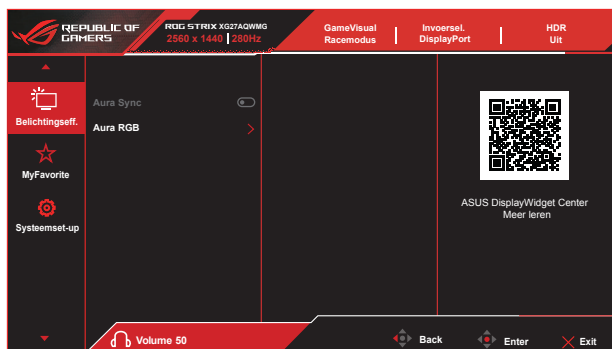 REPUBLIC OF
GAMERS
ROG STRIX XG27AQWMG
2560 x 1440 280Hz
GameVisual
Racemodus
Invoersel.
DisplayPort
HDR
Uit
Belichtingseff.
MyFavorite
Systeemset-up
Aura Sync
Aura RGB
ASUS DisplayWidget Center
Meer leren
Volume 50
Back
Enter
Exit